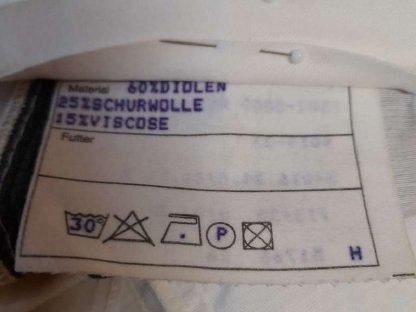 Material 60%DIOLEN
25%SCHURWOLLE
15%VISCOSE
Futter
30° P
H